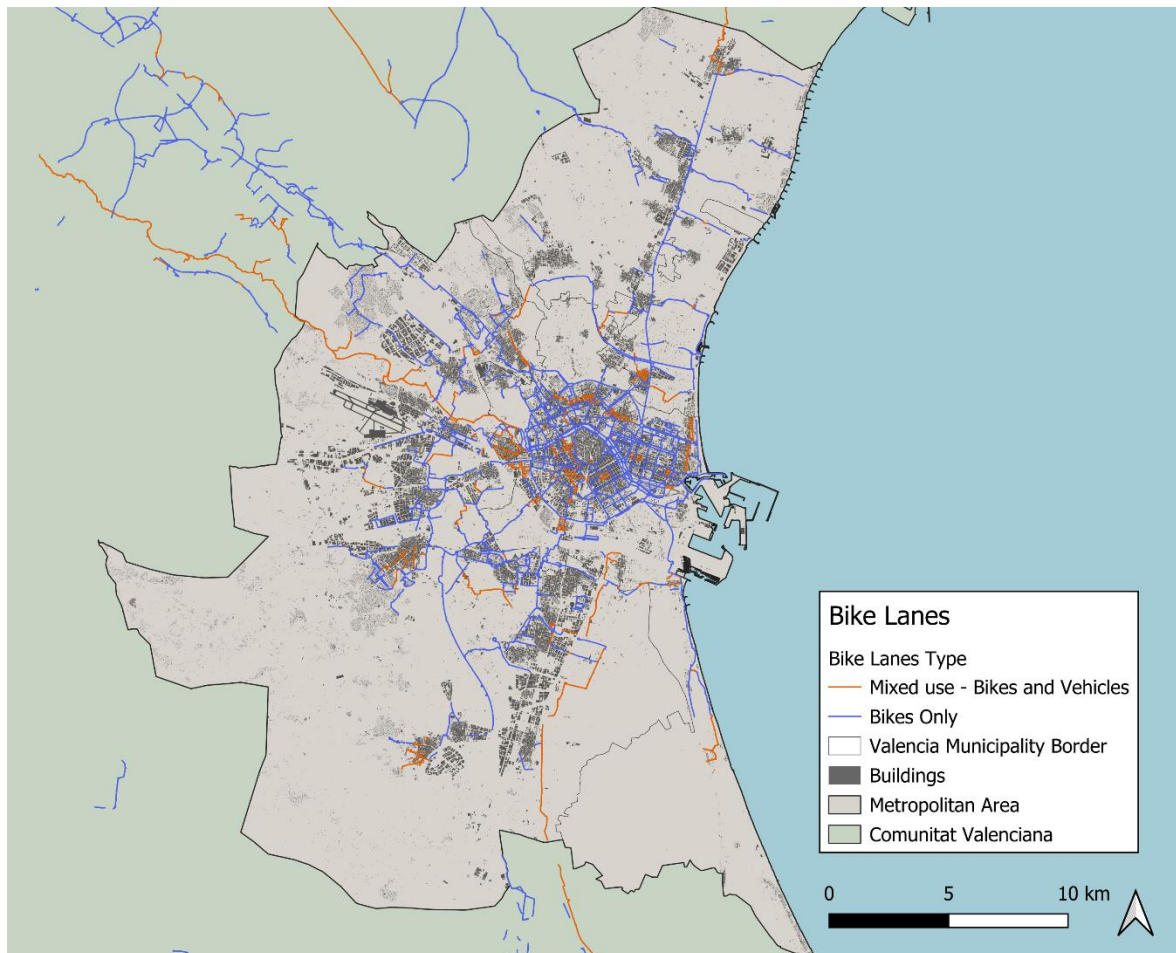 Bike Lanes
Bike Lanes Type
Mixed use - Bikes and Vehicles
Bikes Only
Valencia Municipality Border
Buildings
Metropolitan Area
Comunitat Valenciana
0 5 10 km